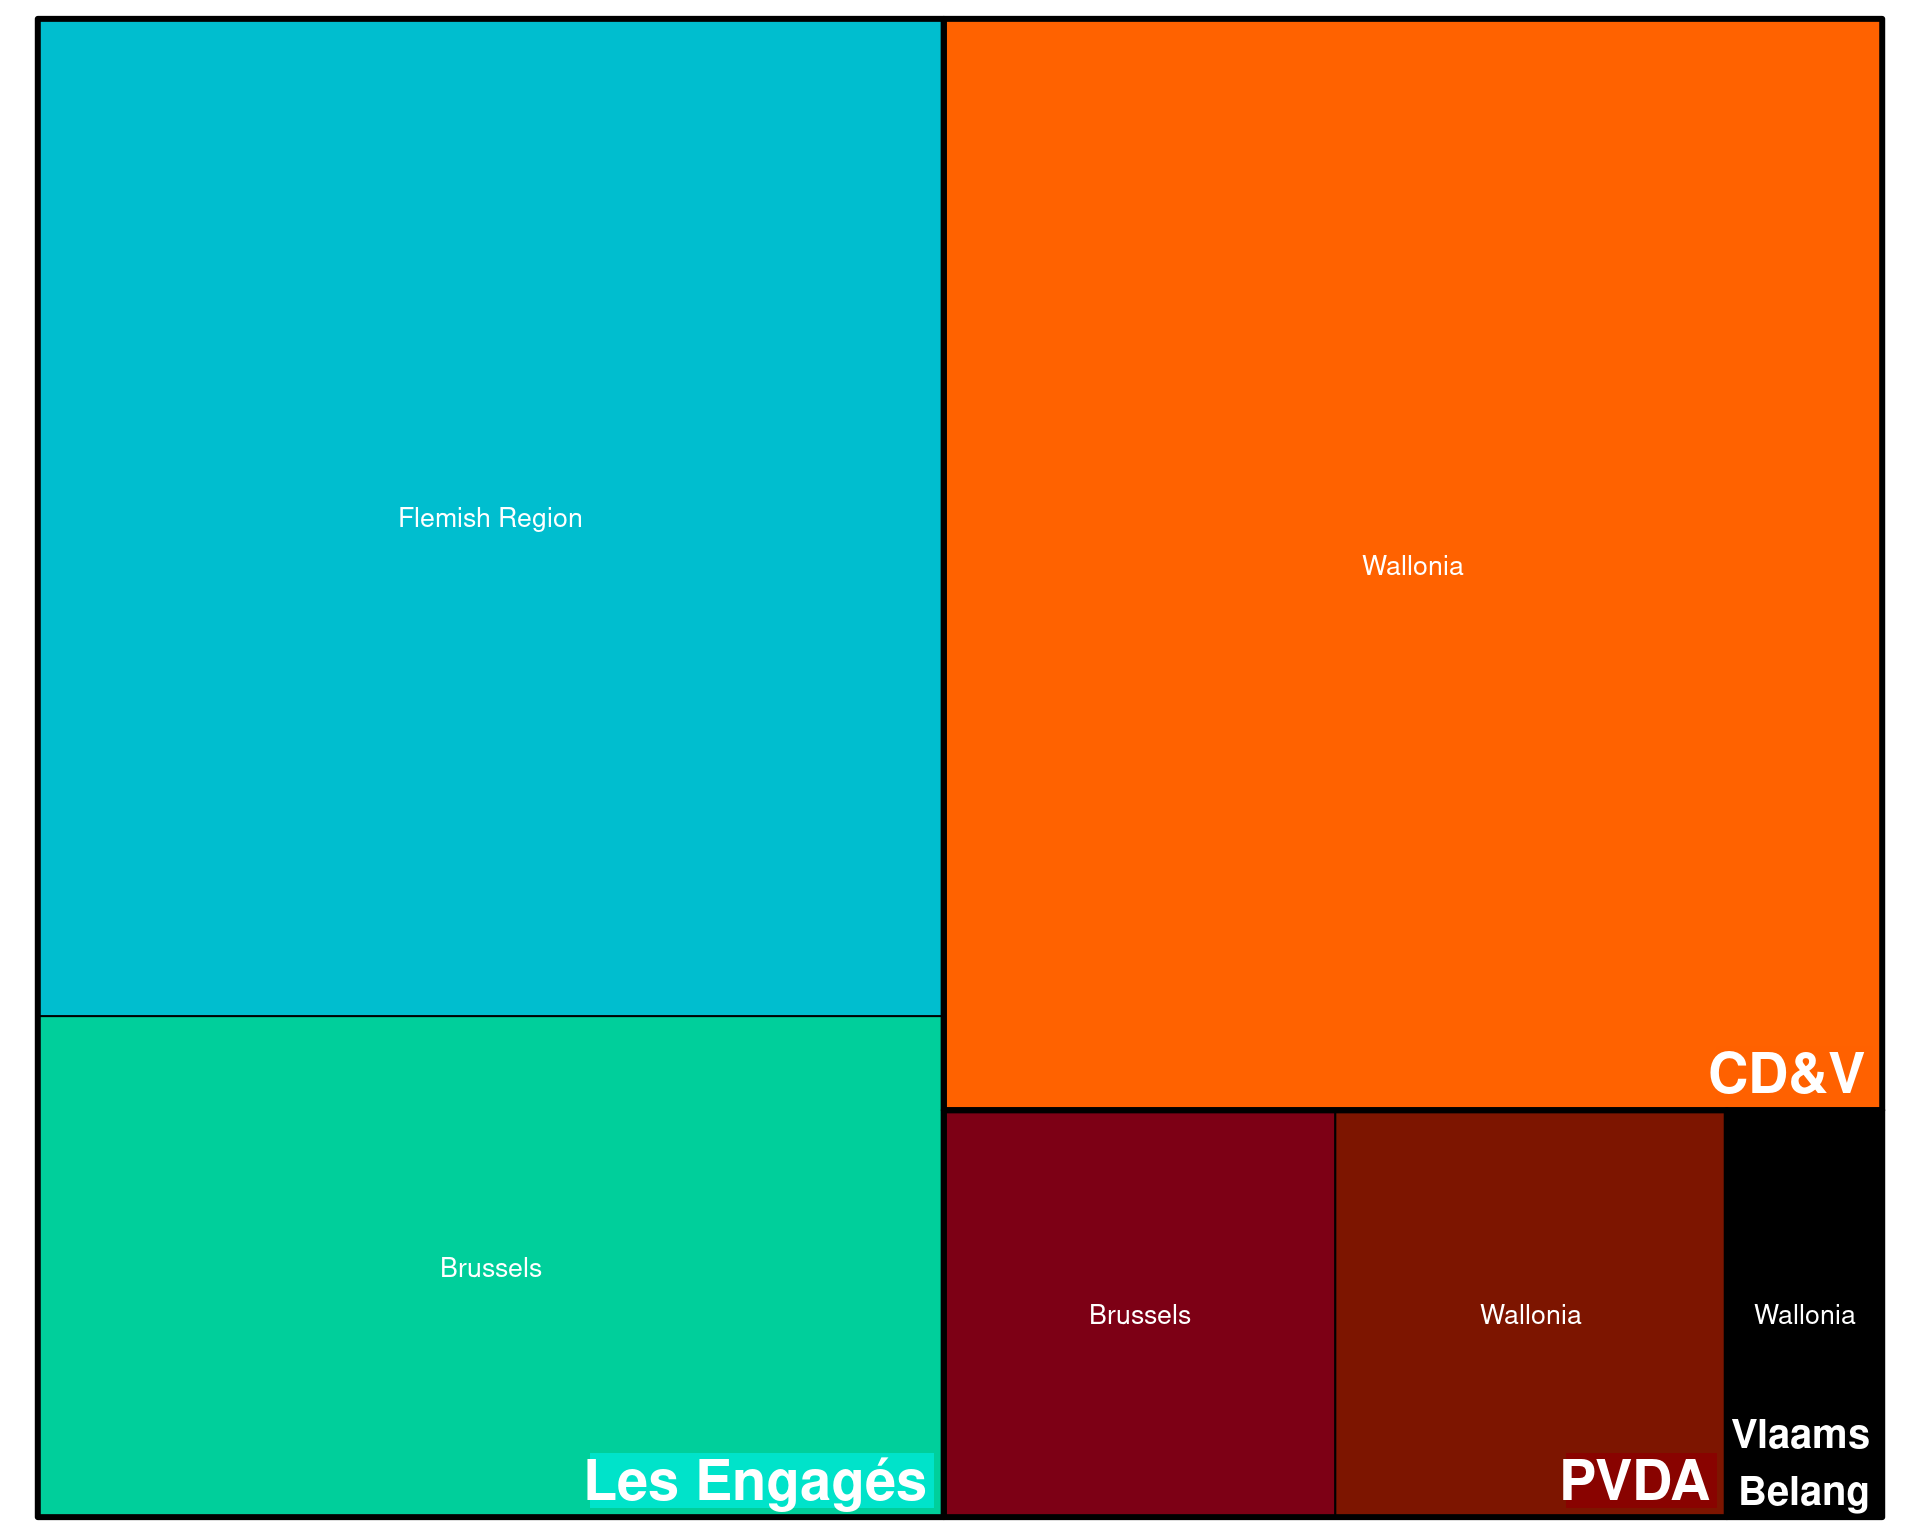 Flemish Region
Brussels
Les Engagés
Wallonia
CD&V
Brussels
Wallonia
PVDA
Wallonia
Vlaams
Belang